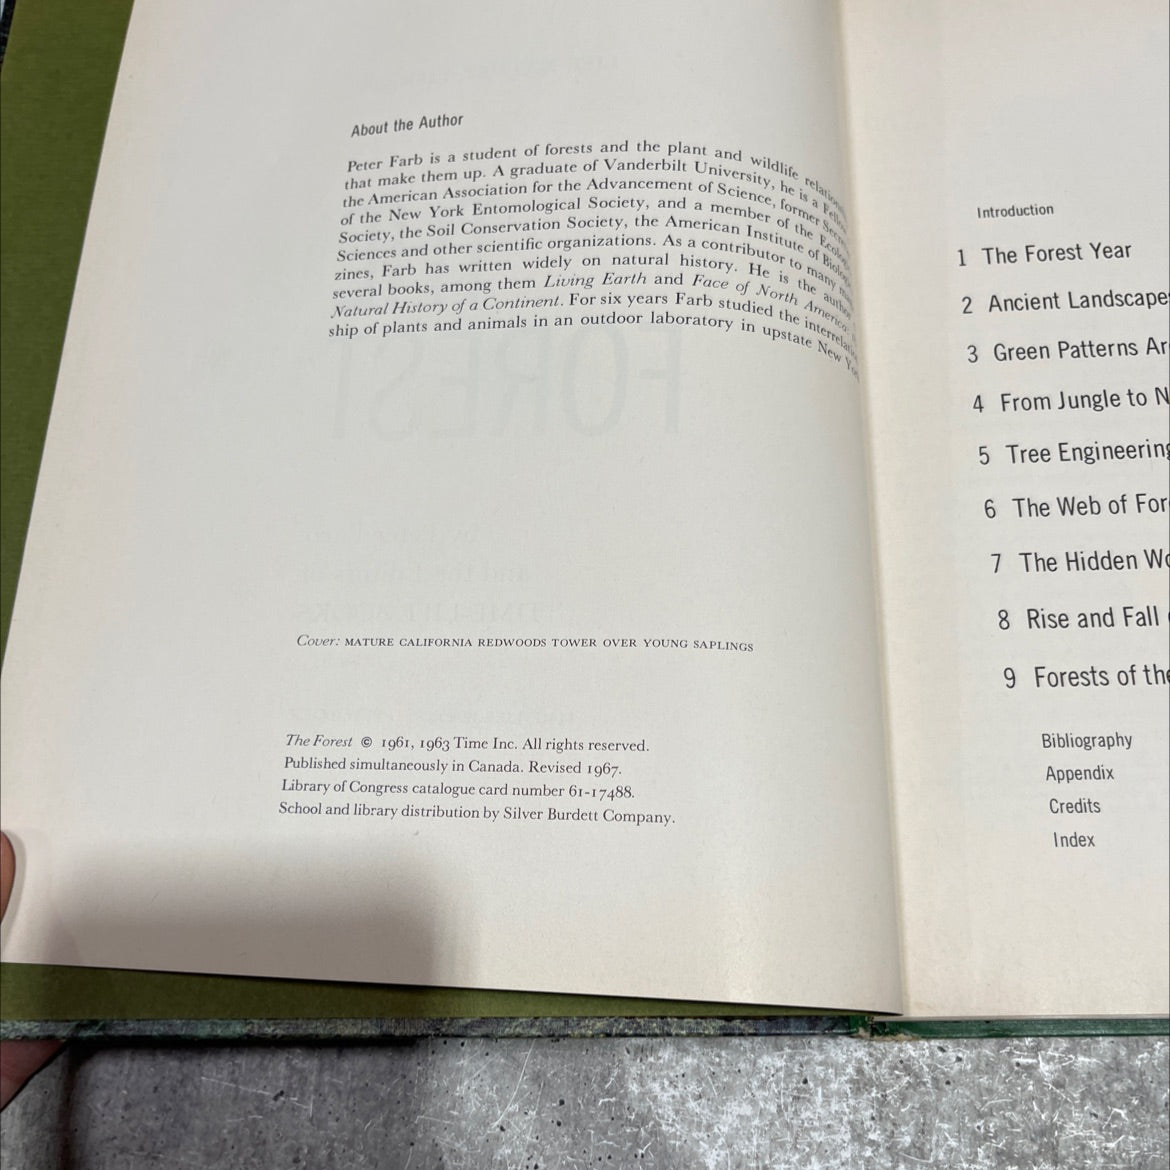 About the Author
Peter Farb is a student of forests and the plant and wildlife
that make them up. A graduate of Vanderbilt University, he is a
the American Association for the Advancement of Science, former
of the New York Entomological Society, and a member of the
Society, the Soil Conservation Society, the American Institute of
Sciences and other scientific organizations. As a contributor to many
zines, Farb has written widely on natural history. He is the author
several books, among them Living Earth and Face of North America:
Natural History of a Continent. For six years Farb studied the
ship of plants and animals in an outdoor laboratory in upstate New
FOREST
Cover: MATURE CALIFORNIA REDWOODS TOWER OVER YOUNG SAPLINGS
The Forest © 1961, 1963 Time Inc. All rights reserved.
Published simultaneously in Canada. Revised 1967.
Library of Congress catalogue card number 61-17488.
School and library distribution by Silver Burdett Company.
Introduction
1 The Forest Year
2 Ancient Landscape
3 Green Patterns Ar
4 From Jungle to N
5 Tree Engineering
6 The Web of For
7 The Hidden Wo
8 Rise and Fall
9 Forests of the
Bibliography
Appendix
Credits
Index